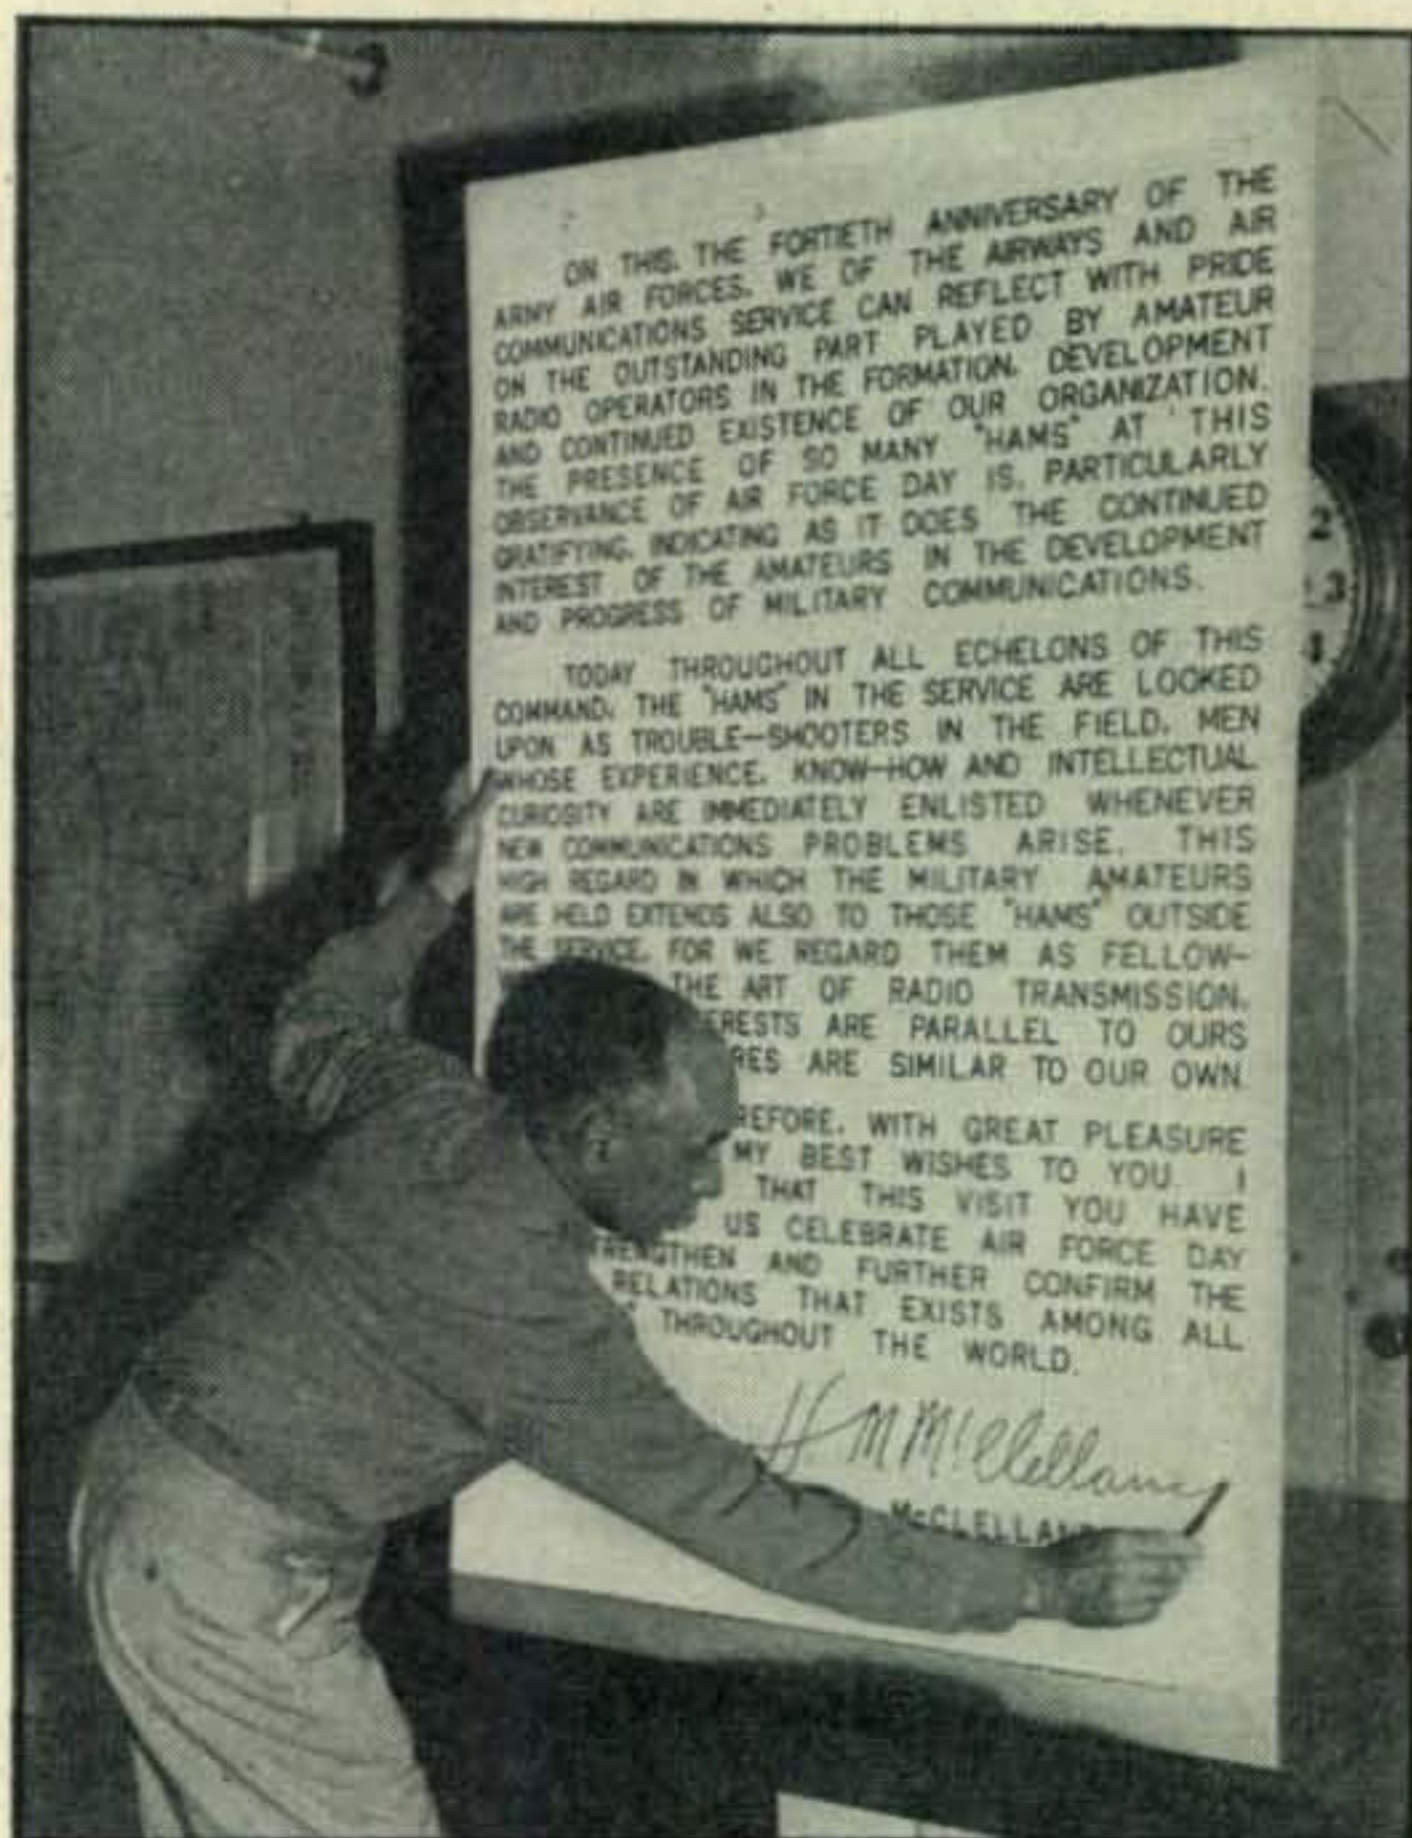 ON THIS, THE FORTIETH ANNIVERSARY OF THE
ARMY AIR FORCES, WE OF THE AIRWAYS AND AIR
COMMUNICATIONS SERVICE CAN REFLECT WITH PRIDE
ON THE OUTSTANDING PART PLAYED BY AMATEUR
RADIO OPERATORS IN THE FORMATION, DEVELOPMENT
AND CONTINUED EXISTENCE OF OUR ORGANIZATION.
THE PRESENCE OF SO MANY "HAMS" AT THIS
OBSERVANCE OF AIR FORCE DAY IS, PARTICULARLY
GRATIFYING, INDICATING AS IT DOES THE CONTINUED
INTEREST OF THE AMATEURS IN THE DEVELOPMENT
AND PROGRESS OF MILITARY COMMUNICATIONS.
TODAY THROUGHOUT ALL ECHELONS OF THIS
COMMAND, THE "HAMS" IN THE SERVICE ARE LOOKED
UPON AS TROUBLE-SHOOTERS IN THE FIELD, MEN
WHOSE EXPERIENCE, KNOW-HOW AND INTELLECTUAL
CURIOSITY ARE IMMEDIATELY ENLISTED WHENEVER
NEW COMMUNICATIONS PROBLEMS ARISE. THIS
HIGH REGARD IN WHICH THE MILITARY AMATEURS
ARE HELD EXTENDS ALSO TO THOSE "HAMS" OUTSIDE
THE SERVICE, FOR WE REGARD THEM AS FELLOW-
THE ART OF RADIO TRANSMISSION,
ERESTS ARE PARALLEL TO OURS
RES ARE SIMILAR TO OUR OWN.
REFORE, WITH GREAT PLEASURE
MY BEST WISHES TO YOU. I
THAT THIS VISIT YOU HAVE
US CELEBRATE AIR FORCE DAY
TRENGTHEN AND FURTHER CONFIRM THE
RELATIONS THAT EXISTS AMONG ALL
" THROUGHOUT THE WORLD.
H M McClelland
McCLELLAND
2
3
4